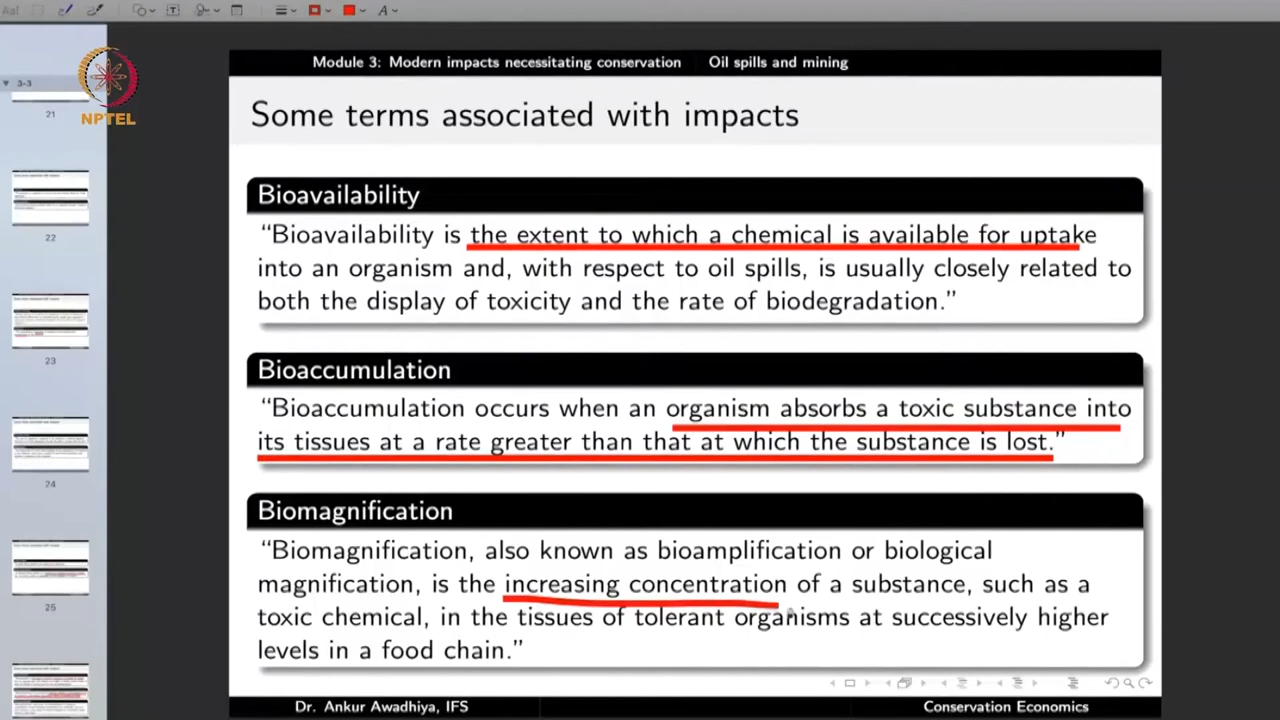 3-3
NPTEL
21
22
23
24
25
Module 3: Modern impacts necessitating conservation Oil spills and mining
Some terms associated with impacts
Bioavailability
“Bioavailability is the extent to which a chemical is available for uptake
into an organism and, with respect to oil spills, is usually closely related to
both the display of toxicity and the rate of biodegradation.”
Bioaccumulation
“Bioaccumulation occurs when an organism absorbs a toxic substance into
its tissues at a rate greater than that at which the substance is lost.”
Biomagnification
“Biomagnification, also known as bioamplification or biological
magnification, is the increasing concentration of a substance, such as a
toxic chemical, in the tissues of tolerant organisms at successively higher
levels in a food chain.”
Dr. Ankur Awadhiya, IFS Conservation Economics